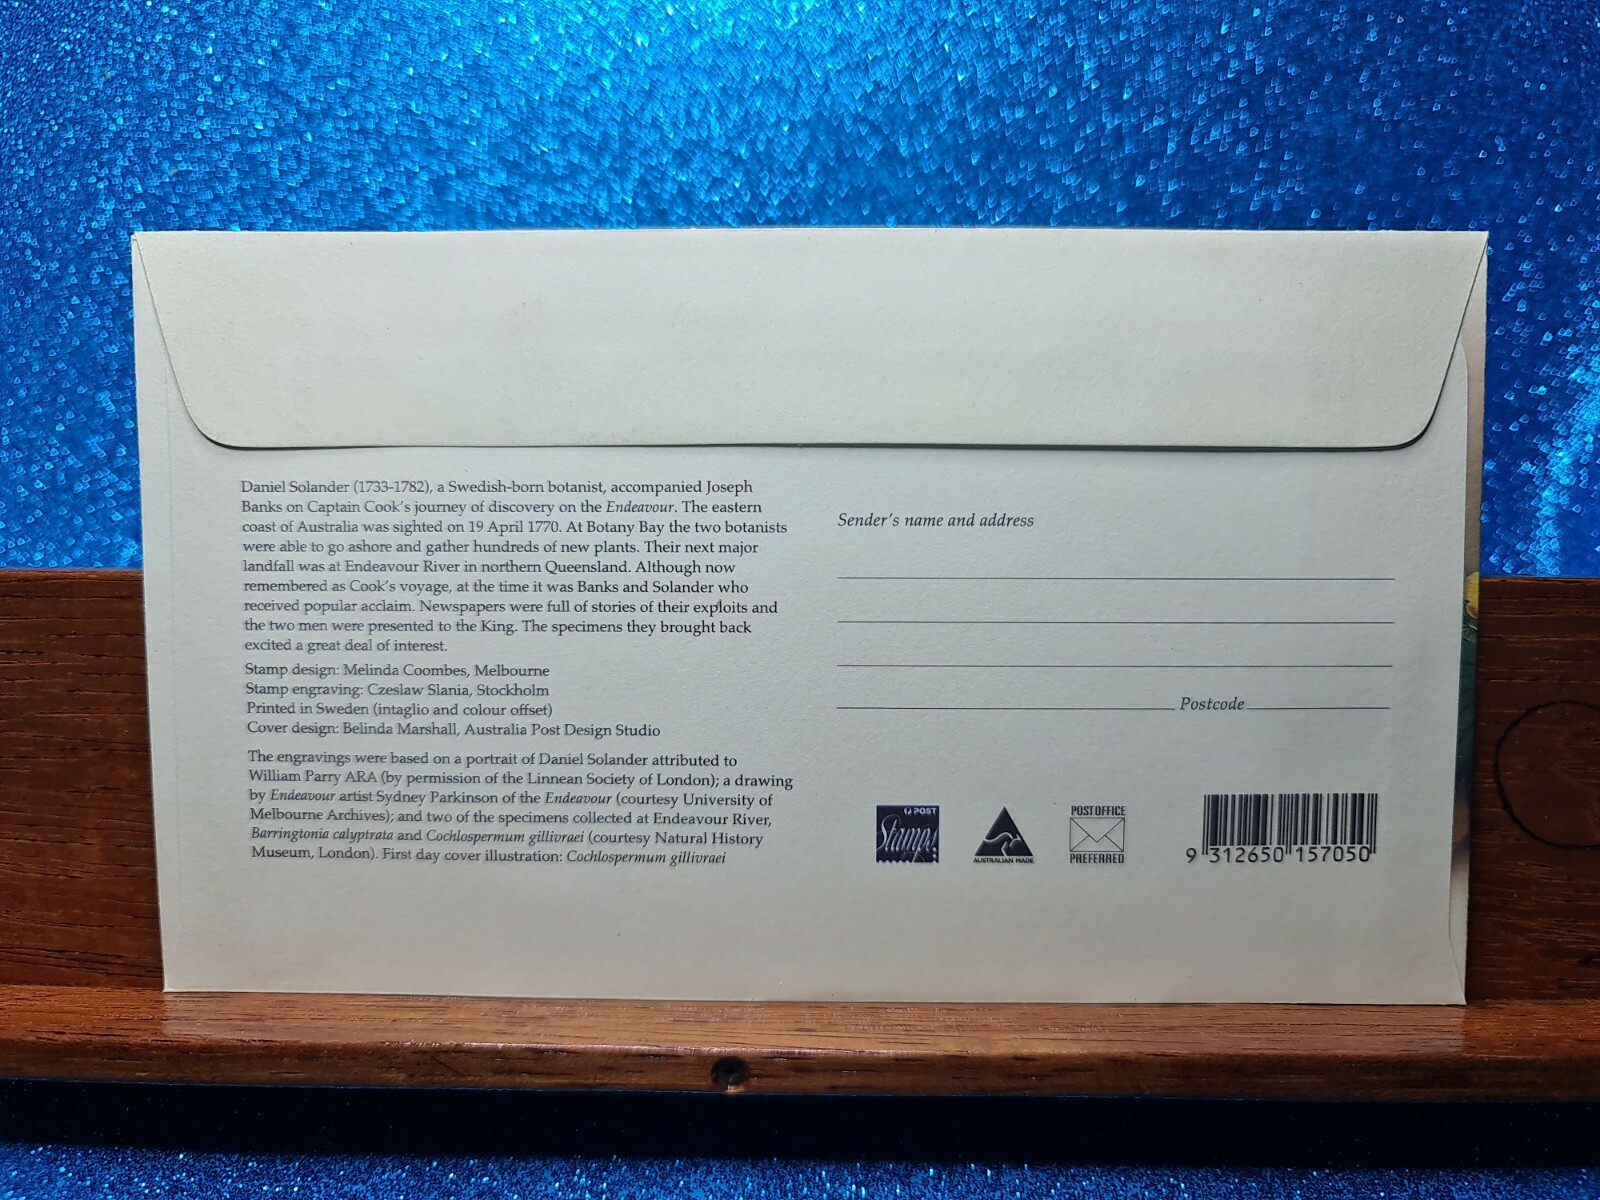 Daniel Solander (1733-1782), a Swedish-born botanist, accompanied Joseph
Banks on Captain Cook's journey of discovery on the Endeavour. The eastern
coast of Australia was sighted on 19 April 1770. At Botany Bay the two botanists
were able to go ashore and gather hundreds of new plants. Their next major
landfall was at Endeavour River in northern Queensland. Although now
remembered as Cook's voyage, at the time it was Banks and Solander who
received popular acclaim. Newspapers were full of stories of their exploits and
the two men were presented to the King. The specimens they brought back
excited a great deal of interest.
Stamp design: Melinda Coombes, Melbourne
Stamp engraving: Czeslaw Slania, Stockholm
Printed in Sweden (intaglio and colour offset)
Cover design: Belinda Marshall, Australia Post Design Studio
The engravings were based on a portrait of Daniel Solander attributed to
William Parry ARA (by permission of the Linnean Society of London); a drawing
by Endeavour artist Sydney Parkinson of the Endeavour (courtesy University of
Melbourne Archives); and two of the specimens collected at Endeavour River,
Barringtonia calyptrata and Cochlospermum gillivraei (courtesy Natural History
Museum, London). First day cover illustration: Cochlospermum gillivraei
Sender's name and address
Postcode
POST
Stamps
AUSTRALIAN MADE
POST OFFICE
PREFERRED
9 312650 157050